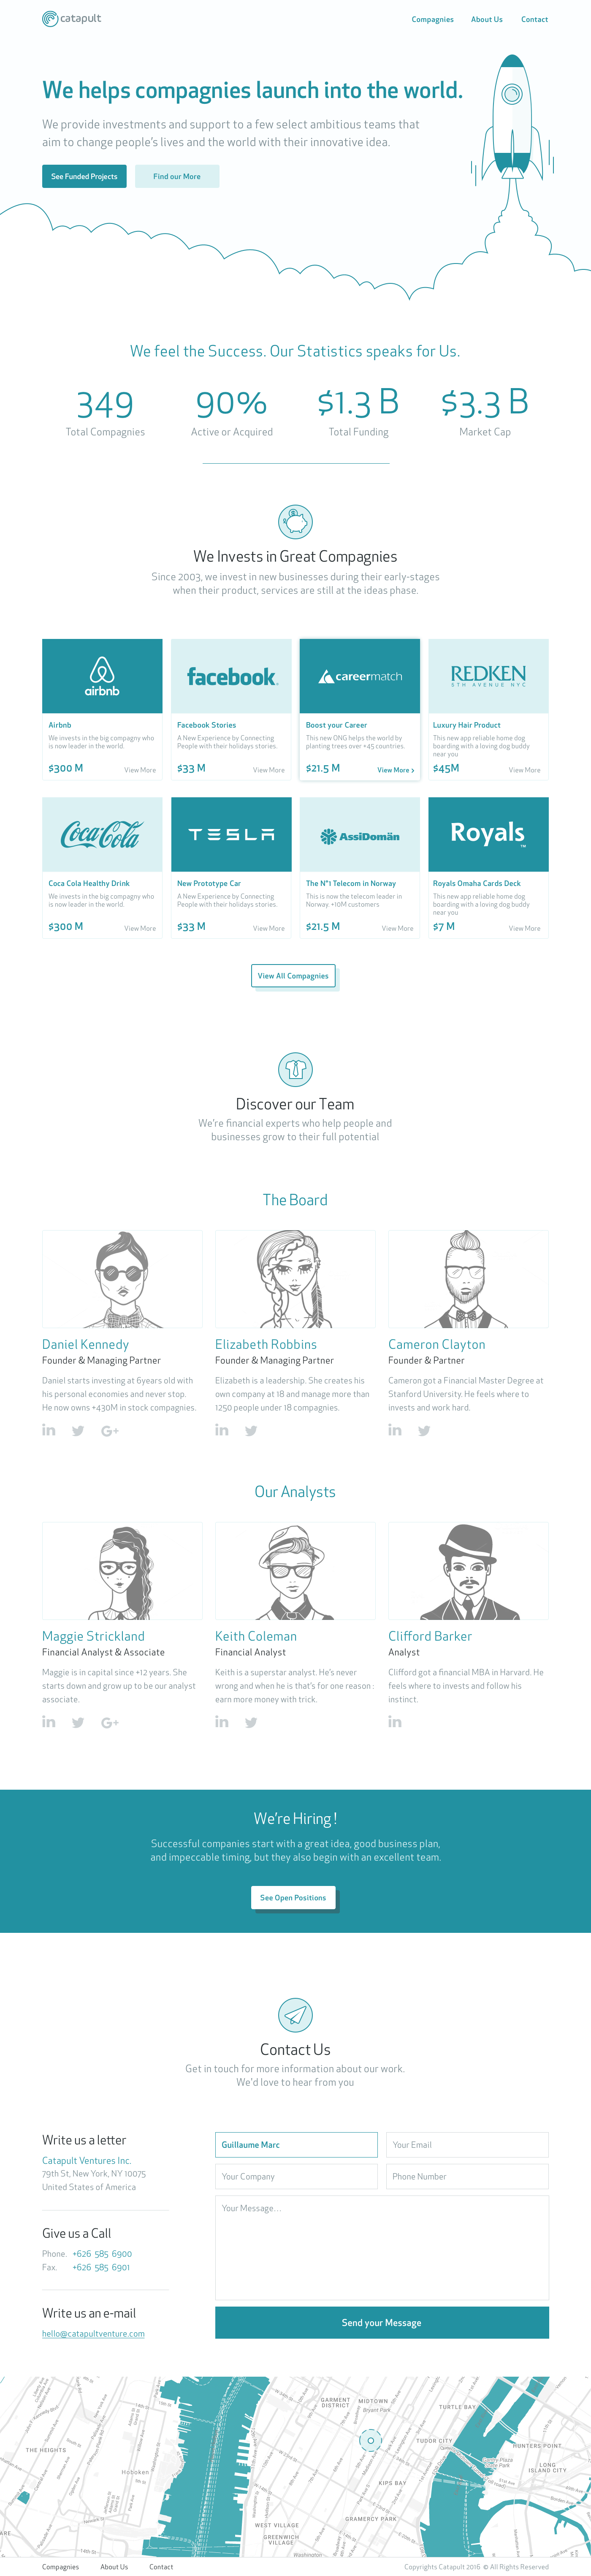 catapult
Compagnies About Us Contact
We helps compagnies launch into the world.
We provide investments and support to a few select ambitious teams that
aim to change people's lives and the world with their innovative idea.
See Funded Projects Find our More
We feel the Success. Our Statistics speaks for Us.
349 90% $1.3 B $3.3 B
Total Compagnies Active or Acquired Total Funding Market Cap
We Invests in Great Compagnies
Since 2003, we invest in new businesses during their early-stages
when their product, services are still at the ideas phase.
airbnb facebook. careermatch REDKEN
5TH AVENUE NYC
Airbnb
We invests in the big compagny who
is now leader in the world.
$300 M View More
Facebook Stories
A New Experience by Connecting
People with their holidays stories.
$33 M View More
Boost your Career
This new ONG helps the world by
planting trees over +45 countries.
$21.5 M View More >
Luxury Hair Product
This new app reliable home dog
boarding with a loving dog buddy
near you
$45M View More
Coca-Cola TESLA AssiDomän Royals™
Coca Cola Healthy Drink
We invests in the big compagny who
is now leader in the world.
$300 M View More
New Prototype Car
A New Experience by Connecting
People with their holidays stories.
$33 M View More
The N°1 Telecom in Norway
This is now the telecom leader in
Norway. +10M customers
$21.5 M View More
Royals Omaha Cards Deck
This new app reliable home dog
boarding with a loving dog buddy
near you
$7 M View More
View All Compagnies
Discover our Team
We're financial experts who help people and
businesses grow to their full potential
The Board
Daniel Kennedy
Founder & Managing Partner
Daniel starts investing at 6years old with
his personal economies and never stop.
He now owns +430M in stock compagnies.
in G+
Elizabeth Robbins
Founder & Managing Partner
Elizabeth is a leadership. She creates his
own company at 18 and manage more than
1250 people under 18 compagnies.
in
Cameron Clayton
Founder & Partner
Cameron got a Financial Master Degree at
Stanford University. He feels where to
invests and work hard.
in
Our Analysts
Maggie Strickland
Financial Analyst & Associate
Maggie is in capital since +12 years. She
starts down and grow up to be our analyst
associate.
in G+
Keith Coleman
Financial Analyst
Keith is a superstar analyst. He's never
wrong and when he is that's for one reason :
earn more money with trick.
in
Clifford Barker
Analyst
Clifford got a financial MBA in Harvard. He
feels where to invests and follow his
instinct.
in
We're Hiring !
Successful companies start with a great idea, good business plan,
and impeccable timing, but they also begin with an excellent team.
See Open Positions
Contact Us
Get in touch for more information about our work.
We'd love to hear from you
Write us a letter
Catapult Ventures Inc.
79th St, New York, NY 10075
United States of America
Give us a Call
Phone. +626 585 6900
Fax. +626 585 6901
Write us an e-mail
hello@catapultventure.com
Guillaume Marc Your Email
Your Company Phone Number
Your Message...
Send your Message
GARMENT
DISTRICT
MIDTOWN
Bryant Park
TURTLE BAY
TUDOR CITY
HUNTERS POINT
THE HEIGHTS
LONG
ISLAND CITY
Hoboken
KIPS BAY
GRAMERCY PARK
WEST VILLAGE
GREENWICH
VILLAGE
Washington
Compagnies About Us Contact
Copyrights Catapult 2016 © All Rights Reserved